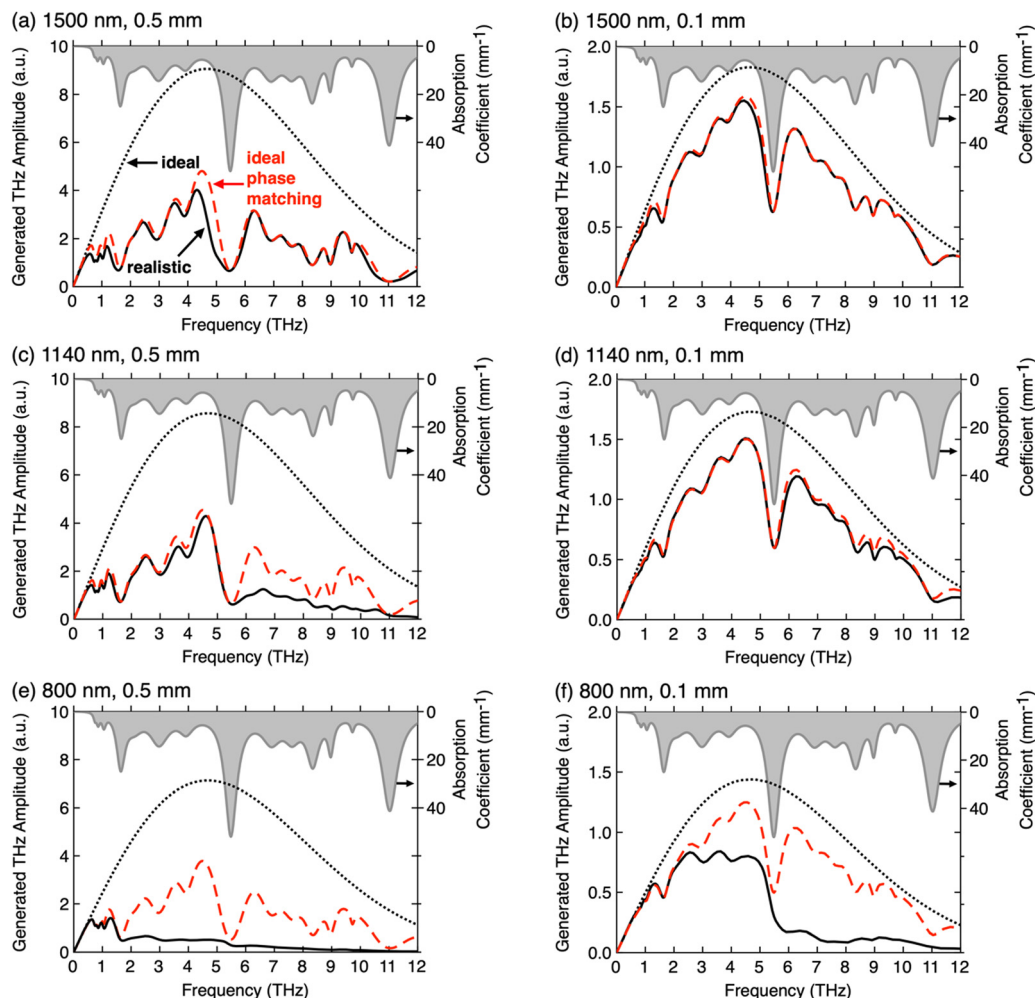 (a) 1500 nm, 0.5 mm
Generated THz Amplitude (a.u.)
10
8
6
4
2
0
ideal
ideal
phase
matching
realistic
0
20
40
Absorption
Coefficient (mm-1)
0 1 2 3 4 5 6 7 8 9 10 11 12
Frequency (THz)
(b) 1500 nm, 0.1 mm
Generated THz Amplitude (a.u.)
2.0
1.5
1.0
0.5
0.0
0
20
40
Absorption
Coefficient (mm-1)
0 1 2 3 4 5 6 7 8 9 10 11 12
Frequency (THz)
(c) 1140 nm, 0.5 mm
Generated THz Amplitude (a.u.)
10
8
6
4
2
0
0
20
40
Absorption
Coefficient (mm-1)
0 1 2 3 4 5 6 7 8 9 10 11 12
Frequency (THz)
(d) 1140 nm, 0.1 mm
Generated THz Amplitude (a.u.)
2.0
1.5
1.0
0.5
0.0
0
20
40
Absorption
Coefficient (mm-1)
0 1 2 3 4 5 6 7 8 9 10 11 12
Frequency (THz)
(e) 800 nm, 0.5 mm
Generated THz Amplitude (a.u.)
10
8
6
4
2
0
0
20
40
Absorption
Coefficient (mm-1)
0 1 2 3 4 5 6 7 8 9 10 11 12
Frequency (THz)
(f) 800 nm, 0.1 mm
Generated THz Amplitude (a.u.)
2.0
1.5
1.0
0.5
0.0
0
20
40
Absorption
Coefficient (mm-1)
0 1 2 3 4 5 6 7 8 9 10 11 12
Frequency (THz)